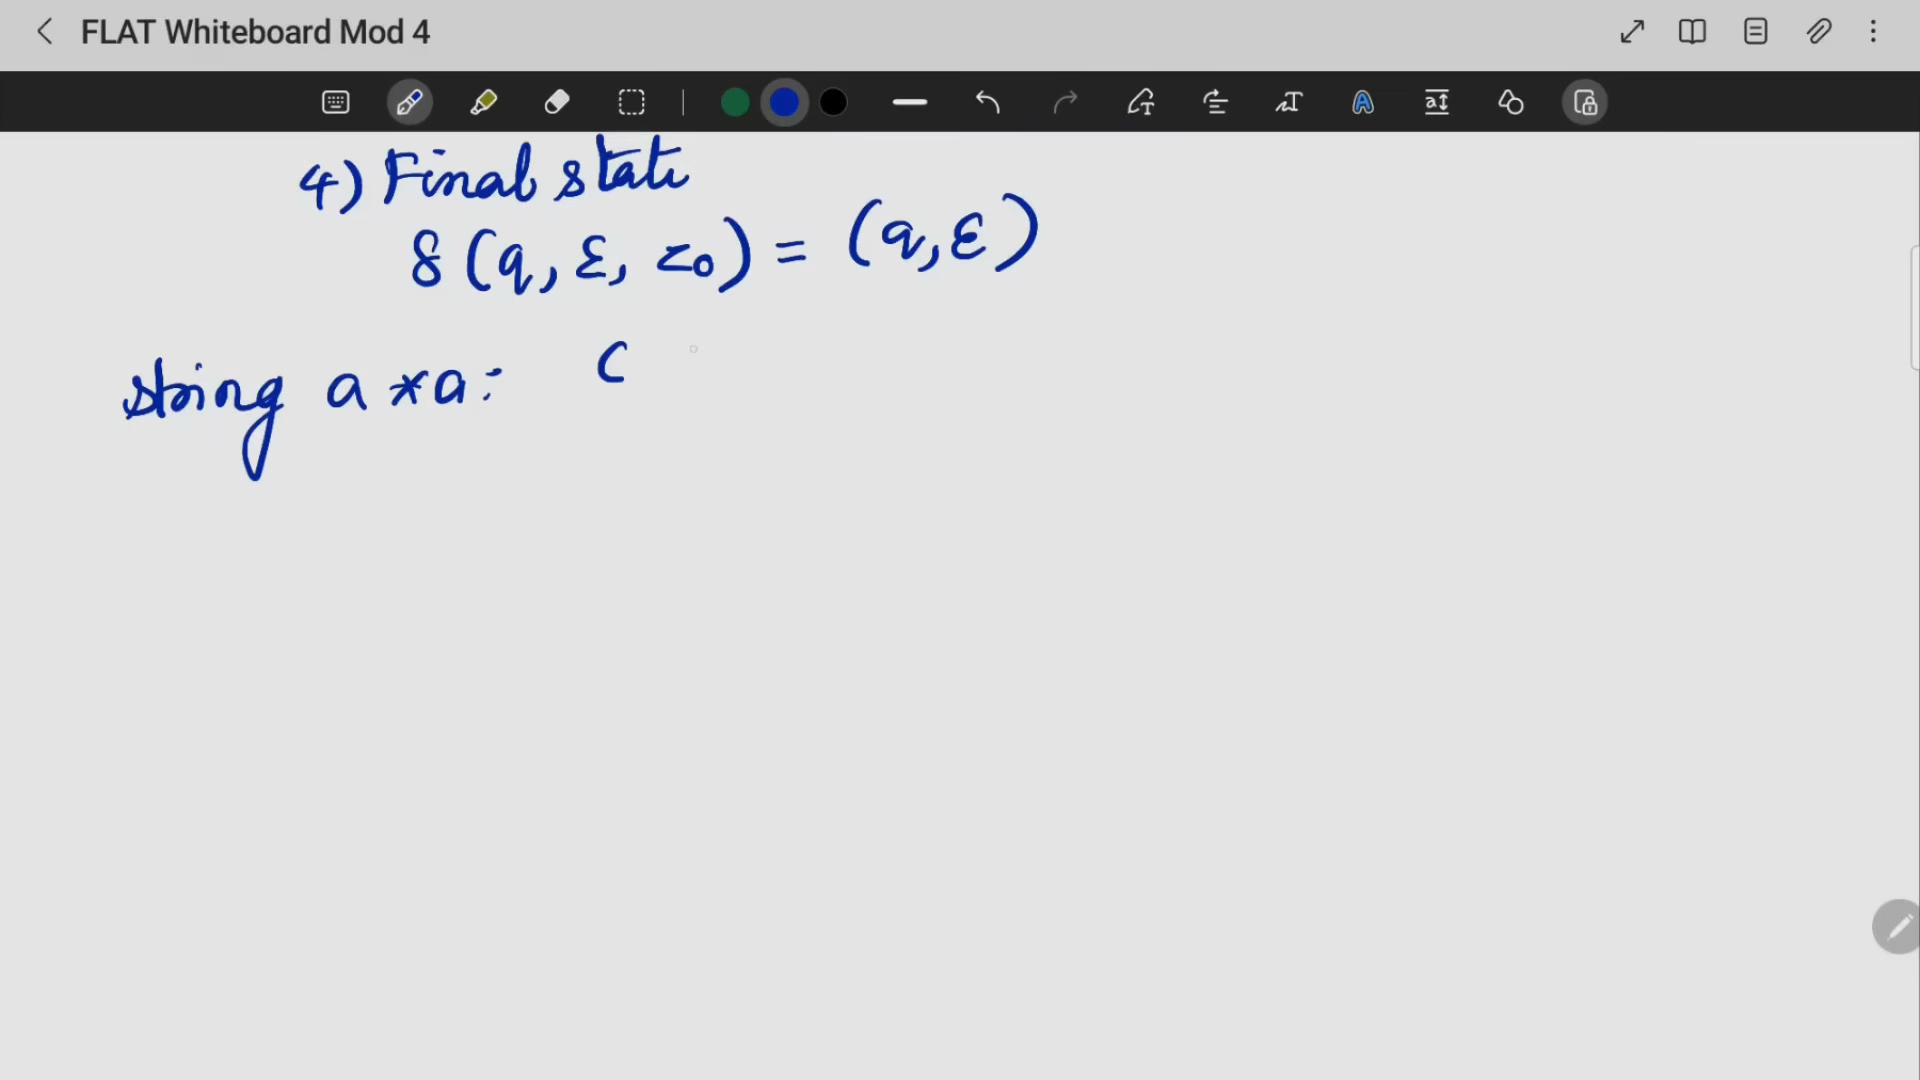 FLAT Whiteboard Mod 4
4) Final state
δ(q, ε, z0) = (q, ε)
string a*a: (